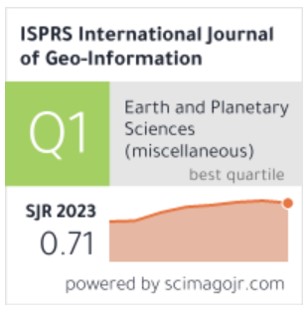 ISPRS International Journal
of Geo-Information
Q1
Earth and Planetary
Sciences
(miscellaneous)
best quartile
SJR 2023
0.71
powered by scimagojr.com